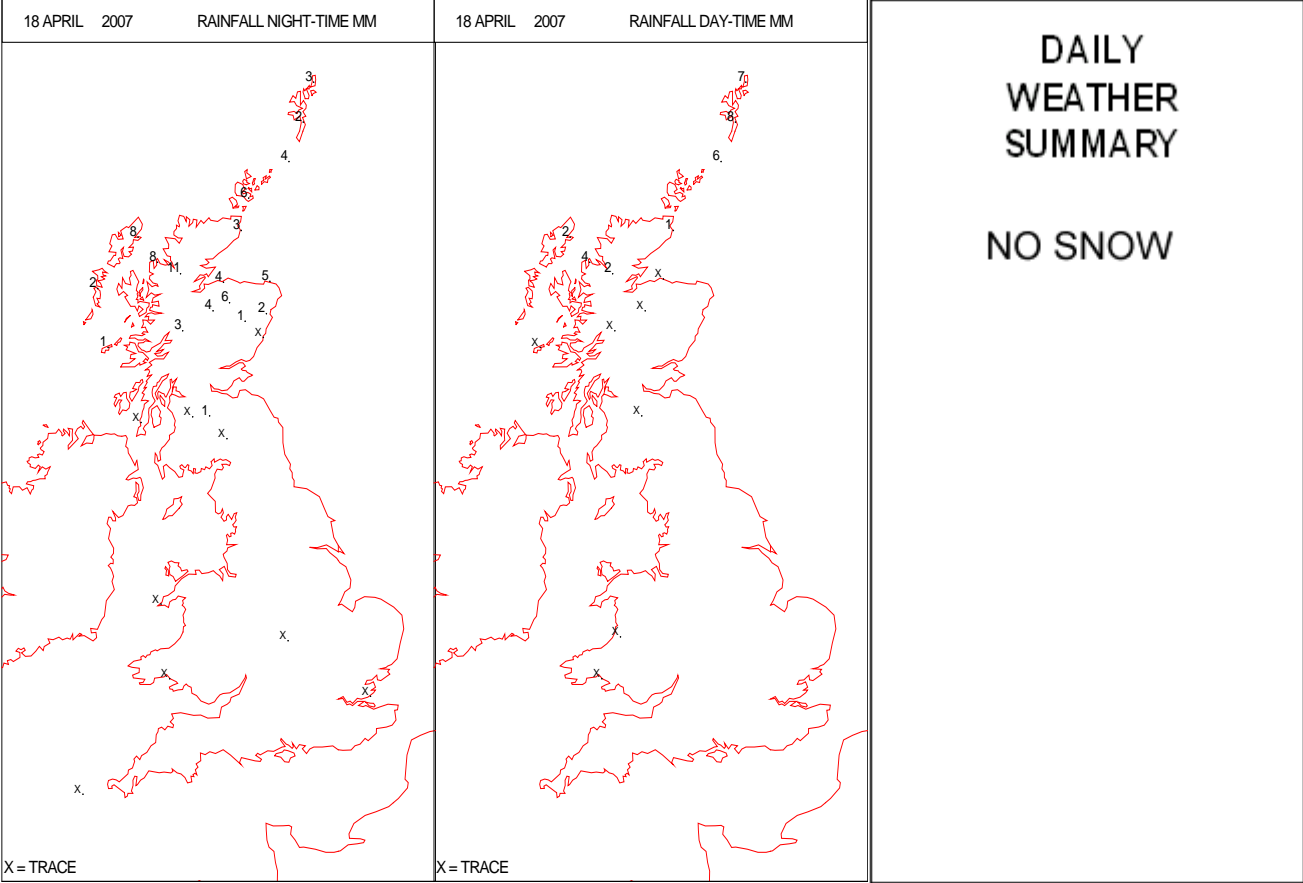 18 APRIL 2007 RAINFALL NIGHT-TIME MM
3
2
4
6
3
8
8
11
2
4
5
6
4
2
1
3
X
1
X
X
1
X
X
X
X
X
X
X = TRACE
18 APRIL 2007 RAINFALL DAY-TIME MM
7
8
6
1
2
4
2
X
X
X
X
X
X
X
X = TRACE
DAILY
WEATHER
SUMMARY
NO SNOW